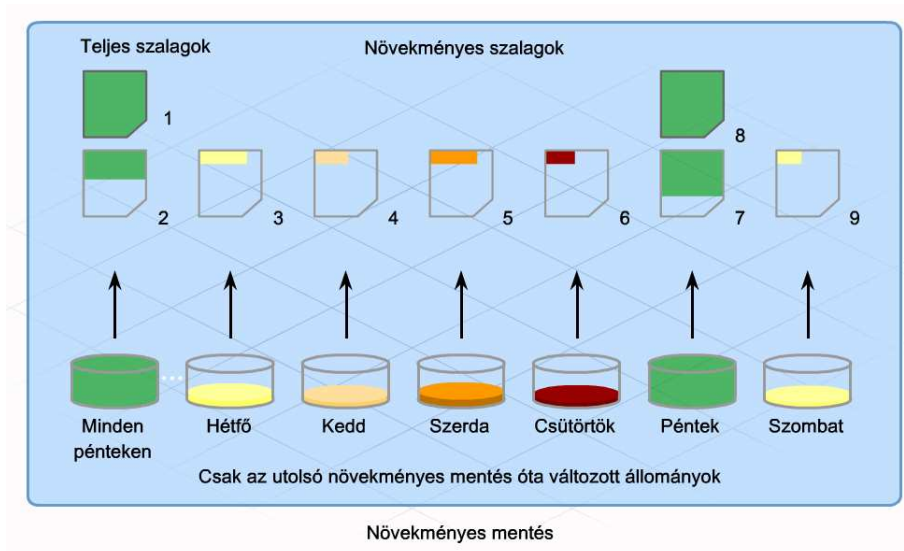 Teljes szalagok
Növekményes szalagok
1
8
2
3
4
5
6
7
9
Minden
pénteken
Hétfő
Kedd
Szerda
Csütörtök
Péntek
Szombat
Csak az utolsó növekményes mentés óta változott állományok
Növekményes mentés